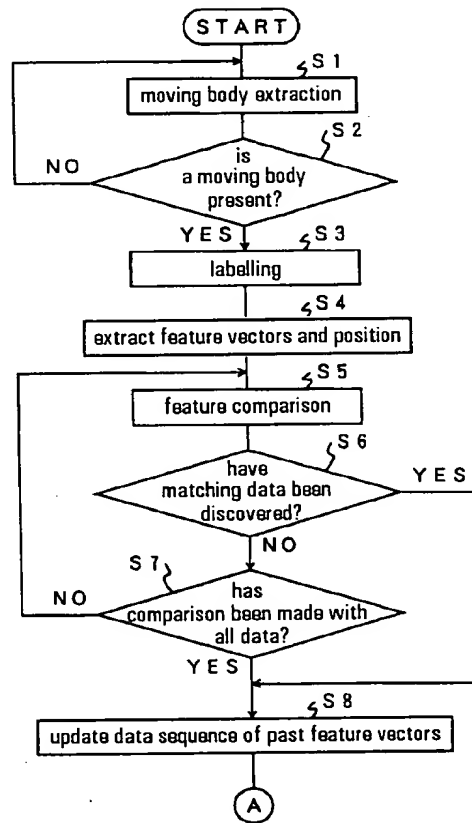 START
S1
moving body extraction
S2
is
a moving body
present?
NO
YES
S3
labelling
S4
extract feature vectors and position
S5
feature comparison
S6
have
matching data been
discovered?
YES
NO
S7
has
comparison been made with
all data?
NO
YES
S8
update data sequence of past feature vectors
A